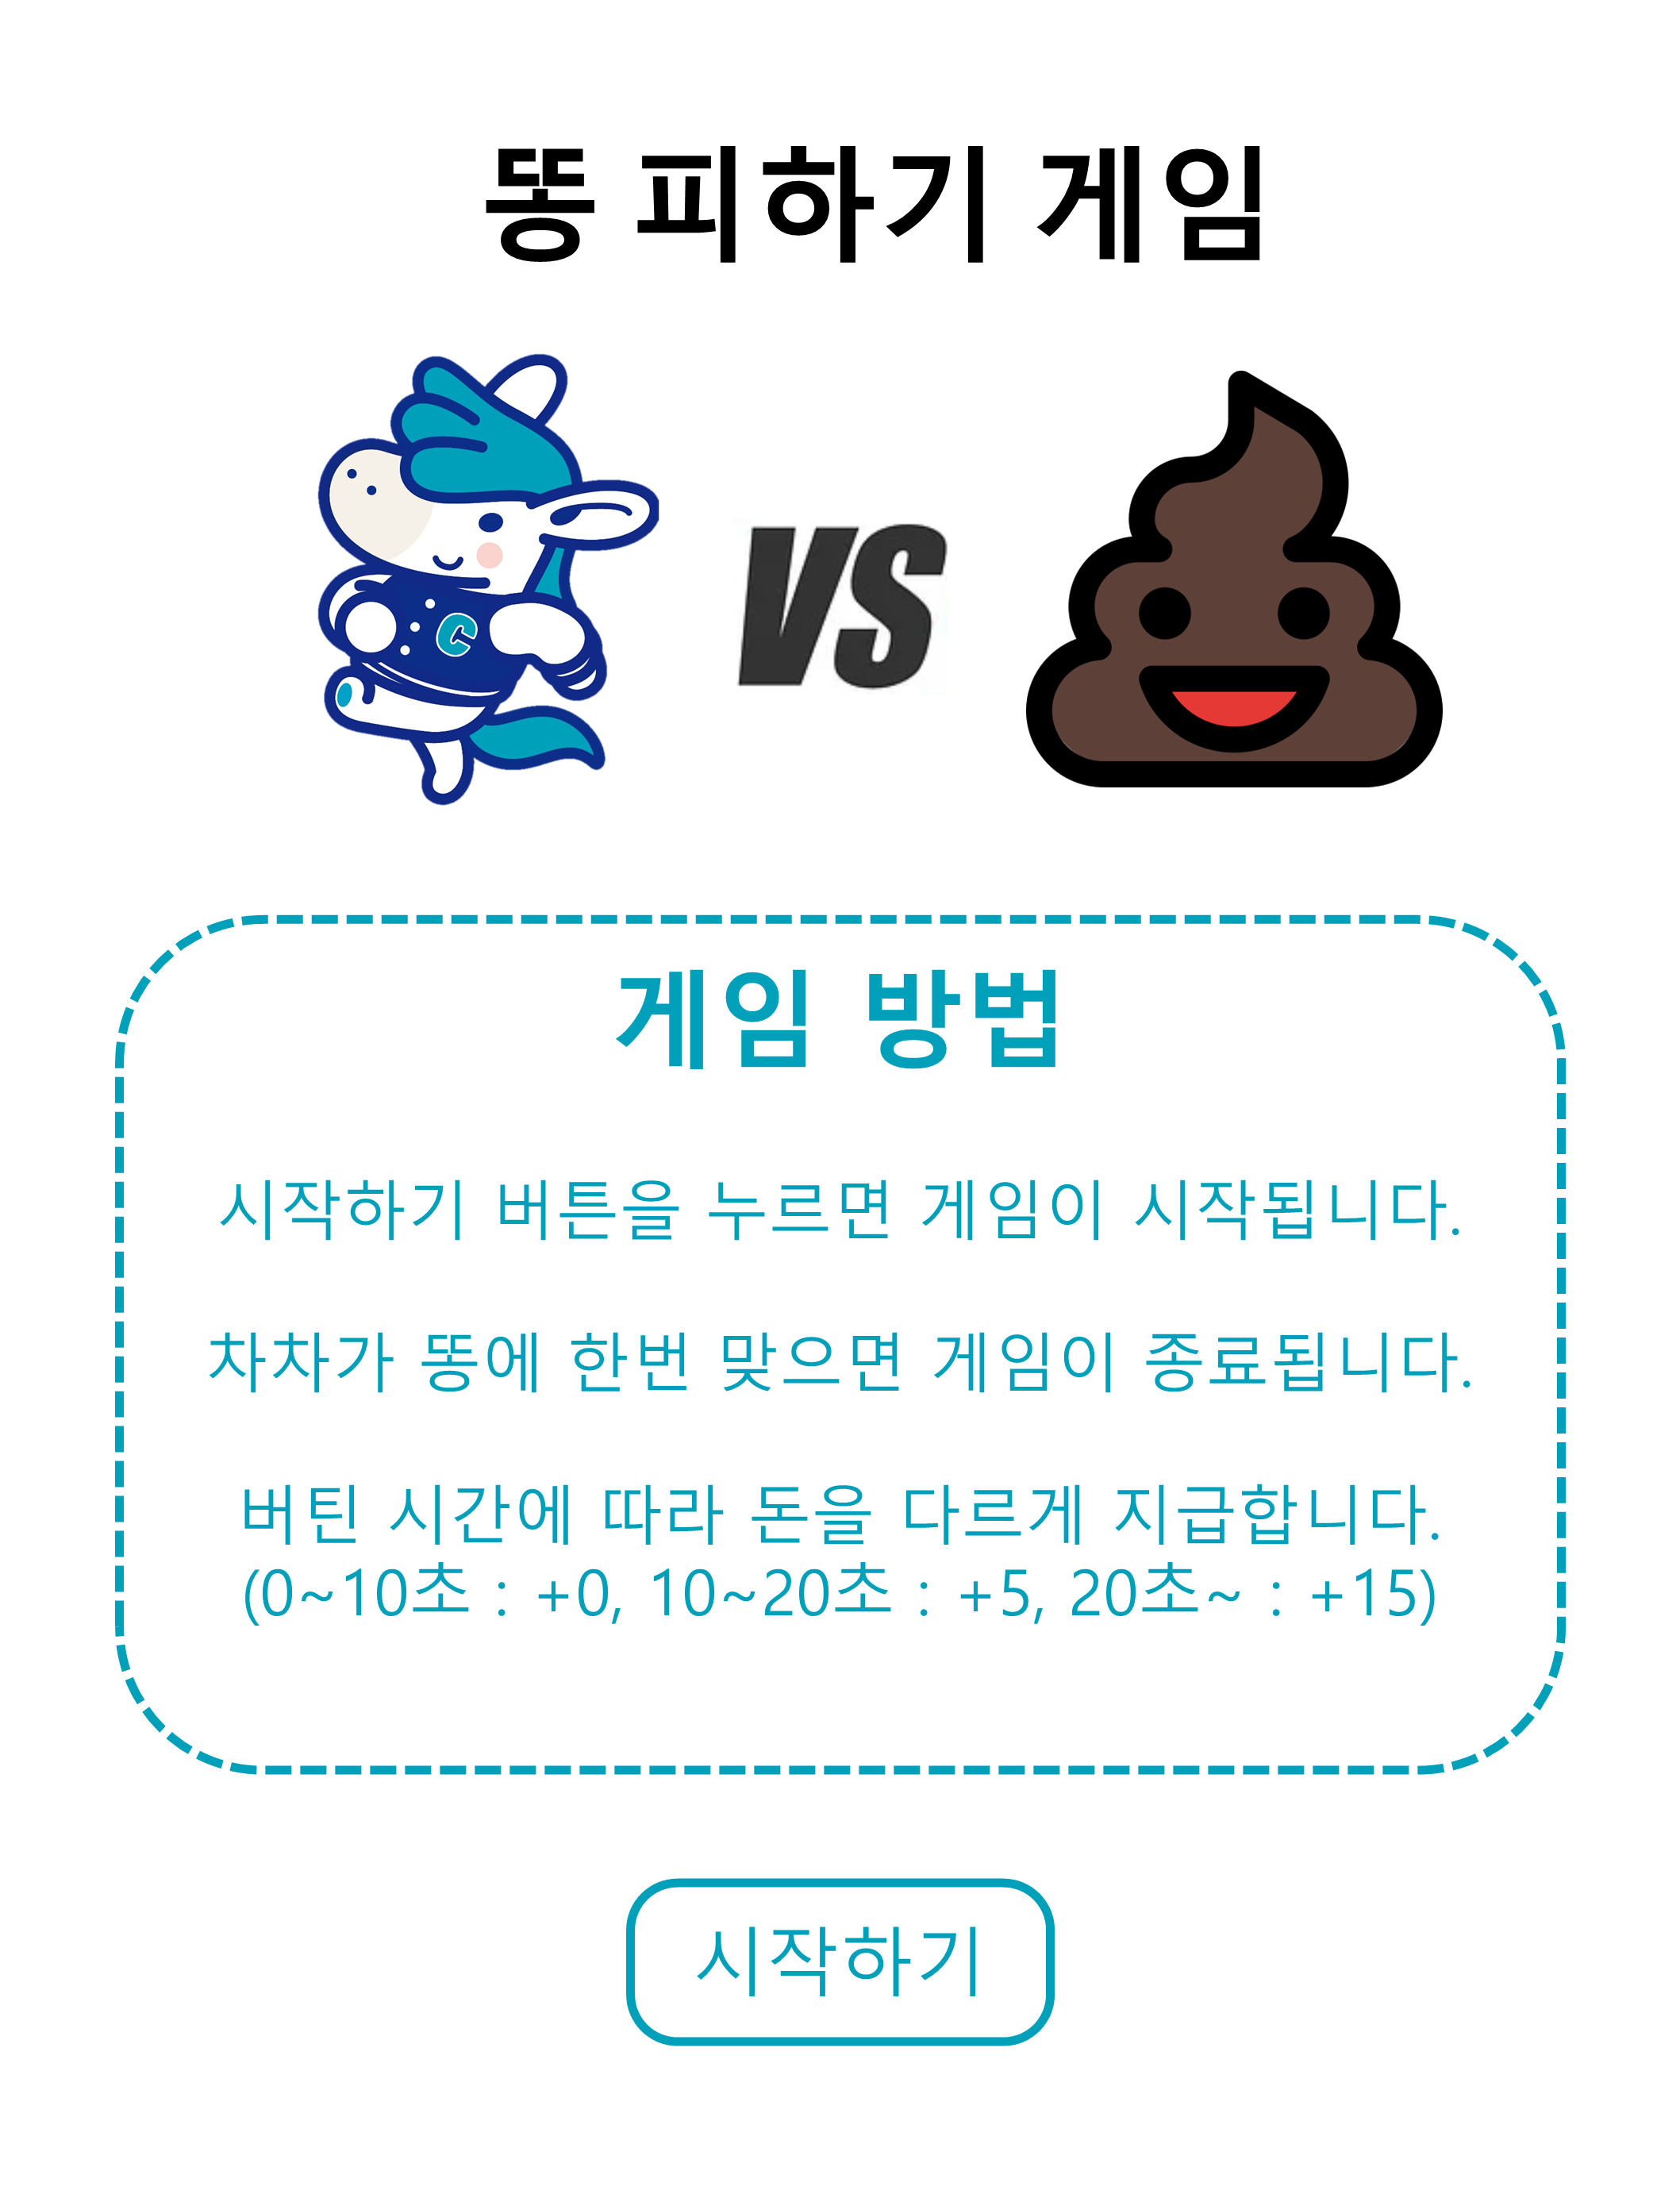 똥 피하기 게임
C
VS
게임 방법
시작하기 버튼을 누르면 게임이 시작됩니다.
차차가 똥에 한번 맞으면 게임이 종료됩니다.
버틴 시간에 따라 돈을 다르게 지급합니다.
(0~10초 : +0, 10~20초 : +5, 20초~ : +15)
시작하기